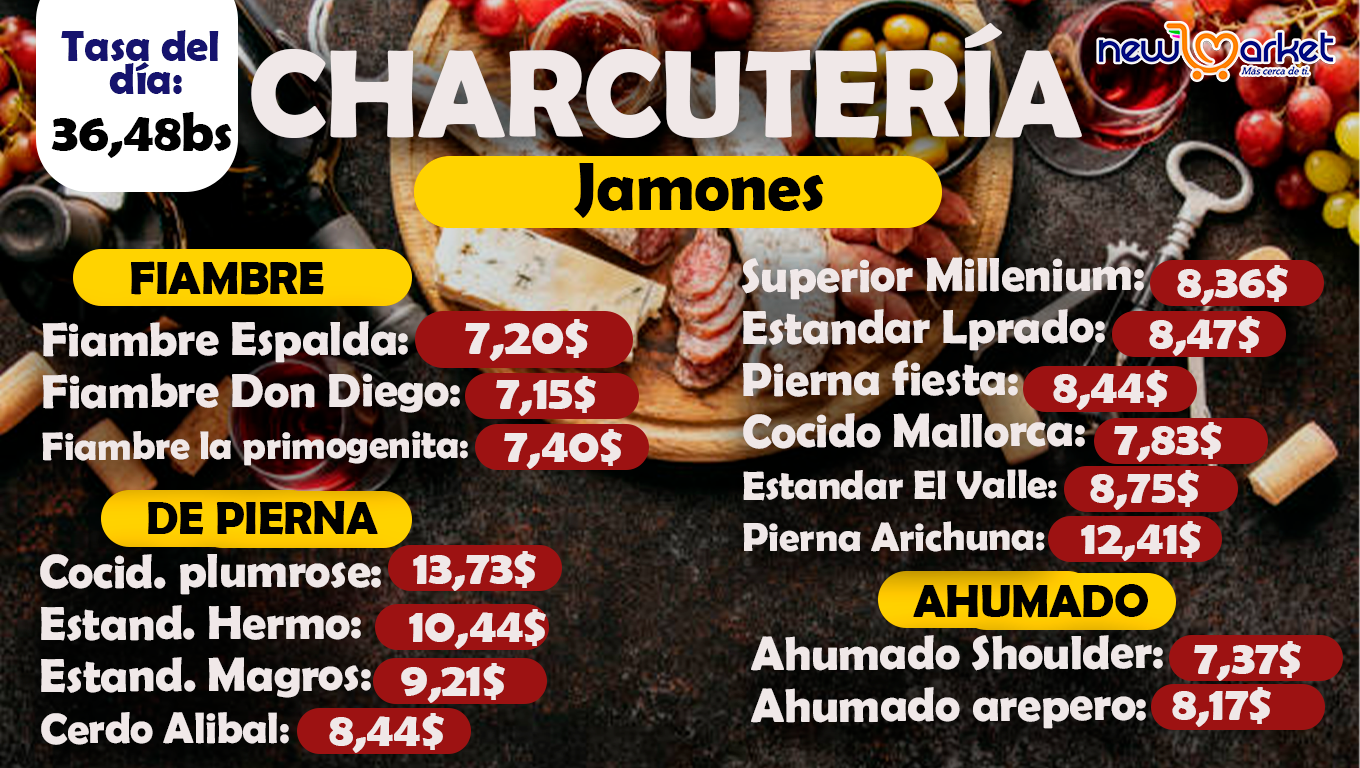 Tasa del
día:
36,48bs
CHARCUTERÍA
new market
Más cerca de ti.
Jamones
FIAMBRE
Fiambre Espalda: 7,20$
Fiambre Don Diego: 7,15$
Fiambre la primogenita: 7,40$
DE PIERNA
Cocid. plumrose: 13,73$
Estand. Hermo: 10,44$
Estand. Magros: 9,21$
Cerdo Alibal: 8,44$
Superior Millenium: 8,36$
Estandar Lprado: 8,47$
Pierna fiesta: 8,44$
Cocido Mallorca: 7,83$
Estandar El Valle: 8,75$
Pierna Arichuna: 12,41$
AHUMADO
Ahumado Shoulder: 7,37$
Ahumado arepero: 8,17$